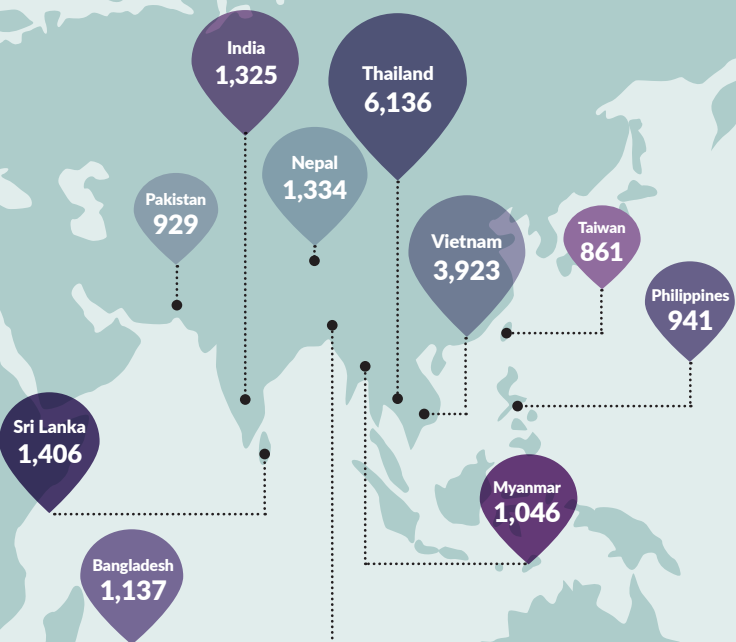 India
1,325
Thailand
6,136
Nepal
1,334
Pakistan
929
Vietnam
3,923
Taiwan
861
Philippines
941
Sri Lanka
1,406
Myanmar
1,046
Bangladesh
1,137